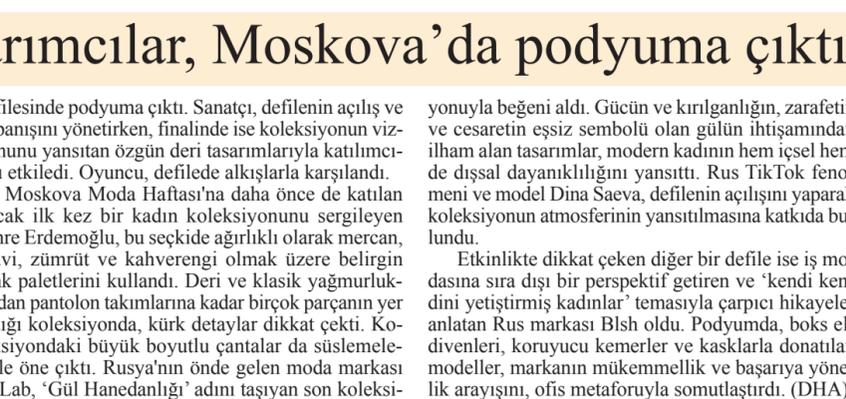 arımcılar, Moskova’da podyuma çıktı
filesinde podyuma çıktı. Sanatçı, defilenin açılış ve
panışını yönetirken, finalinde ise koleksiyonun viz-
nunu yansıtan özgün deri tasarımlarıyla katılımcı-
ı etkiledi. Oyuncu, defilede alkışlarla karşılandı.
Moskova Moda Haftası'na daha önce de katılan
cak ilk kez bir kadın koleksiyonunu sergileyen
nre Erdemoğlu, bu seçkide ağırlıklı olarak mercan,
vi, zümrüt ve kahverengi olmak üzere belirgin
k paletlerini kullandı. Deri ve klasik yağmurluk-
dan pantolon takımlarına kadar birçok parçanın yer
ığı koleksiyonda, kürk detaylar dikkat çekti. Ko-
siyondaki büyük boyutlu çantalar da süslemele-
le öne çıktı. Rusya'nın önde gelen moda markası
Lab, ‘Gül Hanedanlığı’ adını taşıyan son koleksi-
yonuyla beğeni aldı. Gücün ve kırılganlığın, zarafeti
ve cesaretin eşsiz sembolü olan gülün ihtişamında
ilham alan tasarımlar, modern kadının hem içsel hem
de dışsal dayanıklılığını yansıttı. Rus TikTok feno
meni ve model Dina Saeva, defilenin açılışını yapara
koleksiyonun atmosferinin yansıtılmasına katkıda bu
lundu.
Etkinlikte dikkat çeken diğer bir defile ise iş mo
dasına sıra dışı bir perspektif getiren ve ‘kendi ken
dini yetiştirmiş kadınlar’ temasıyla çarpıcı hikayele
anlatan Rus markası Blsh oldu. Podyumda, boks el
divenleri, koruyucu kemerler ve kasklarla donatıla
modeller, markanın mükemmellik ve başarıya yöne
lik arayışını, ofis metaforuyla somutlaştırdı. (DHA)